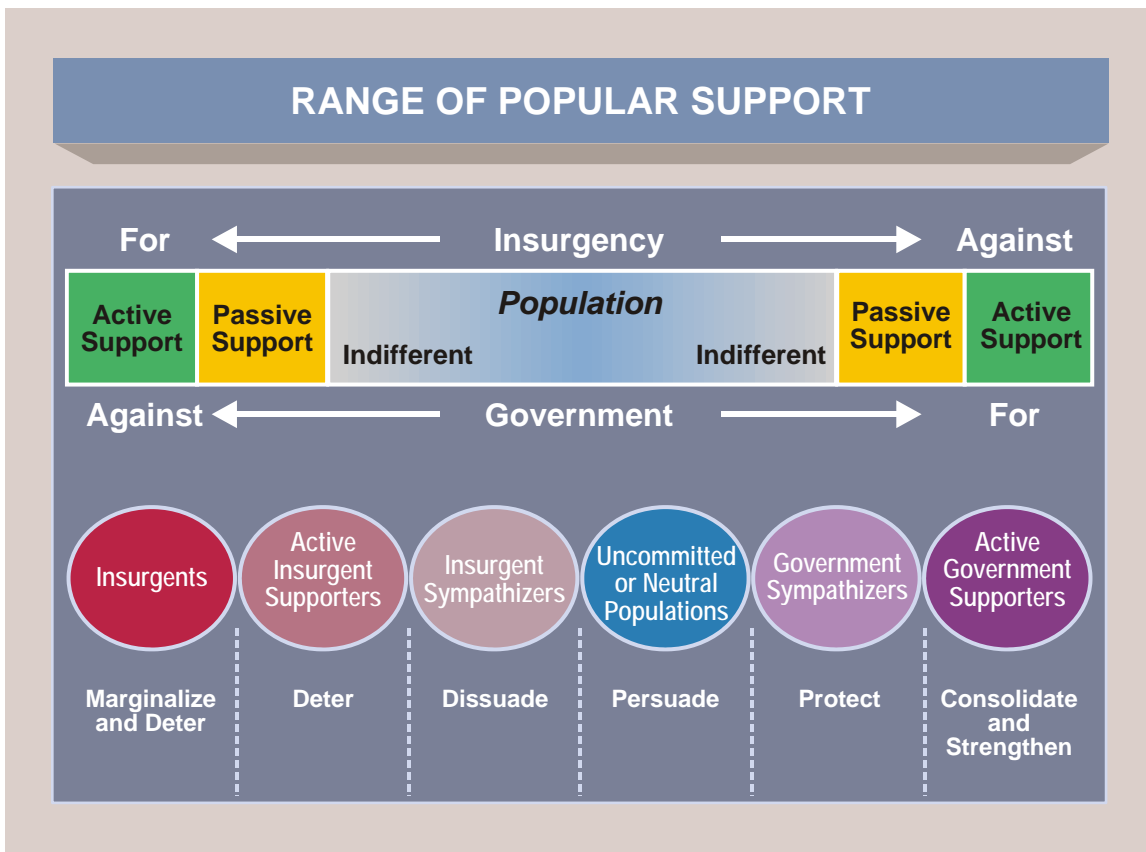 RANGE OF POPULAR SUPPORT
For
Insurgency
Against
Active
Support
Passive
Support
Population
Indifferent
Indifferent
Passive
Support
Active
Support
Against
Government
For
Insurgents
Active
Insurgent
Supporters
Insurgent
Sympathizers
Uncommitted
or Neutral
Populations
Government
Sympathizers
Active
Government
Supporters
Marginalize
and Deter
Deter
Dissuade
Persuade
Protect
Consolidate
and
Strengthen